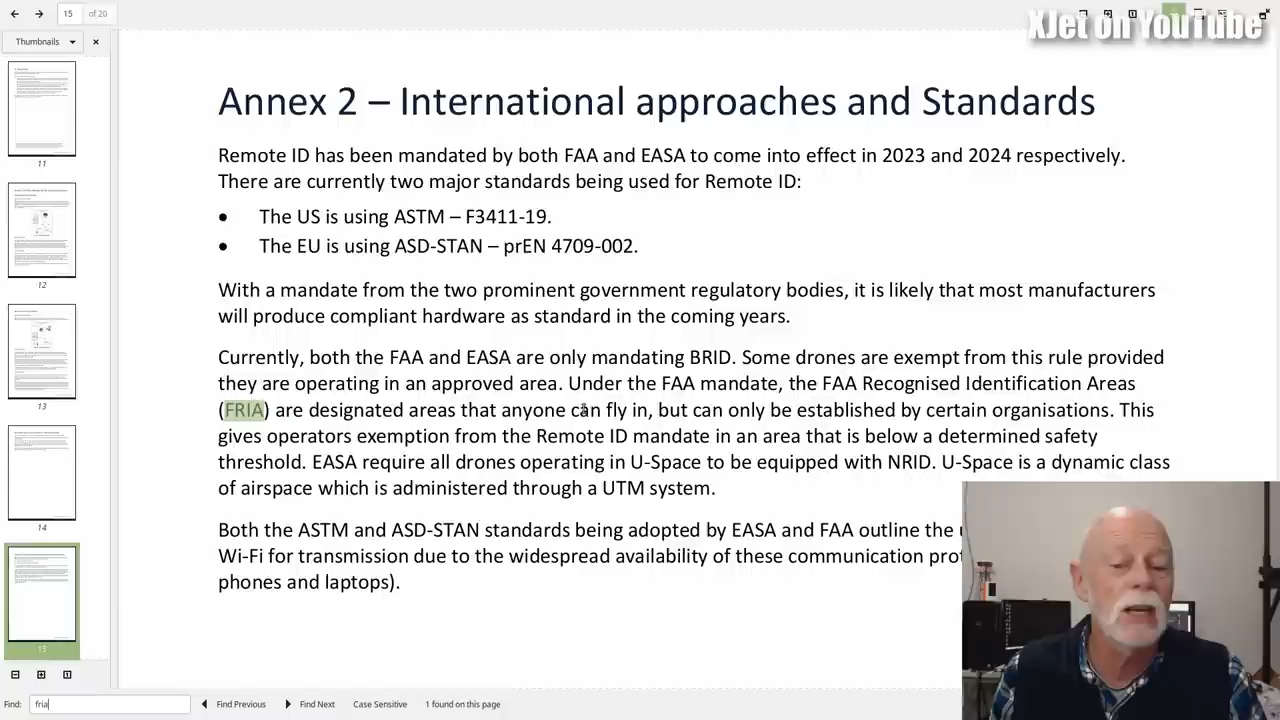 15 of 20
XJet on YouTube
Thumbnails
11
12
13
14
15
Annex 2 – International approaches and Standards
Remote ID has been mandated by both FAA and EASA to come into effect in 2023 and 2024 respectively.
There are currently two major standards being used for Remote ID:
• The US is using ASTM – F3411-19.
• The EU is using ASD-STAN – prEN 4709-002.
With a mandate from the two prominent government regulatory bodies, it is likely that most manufacturers
will produce compliant hardware as standard in the coming years.
Currently, both the FAA and EASA are only mandating BRID. Some drones are exempt from this rule provided
they are operating in an approved area. Under the FAA mandate, the FAA Recognised Identification Areas
(FRIA) are designated areas that anyone can fly in, but can only be established by certain organisations. This
gives operators exemption from the Remote ID mandate in an area that is below a determined safety
threshold. EASA require all drones operating in U-Space to be equipped with NRID. U-Space is a dynamic class
of airspace which is administered through a UTM system.
Both the ASTM and ASD-STAN standards being adopted by EASA and FAA outline the
Wi-Fi for transmission due to the widespread availability of these communication
phones and laptops).
Find: fria
Find Previous
Find Next
Case Sensitive
1 found on this page